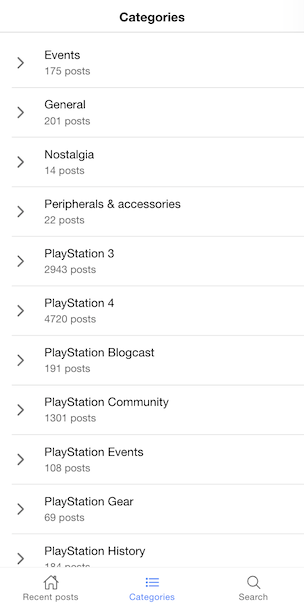 Categories
Events
175 posts
General
201 posts
Nostalgia
14 posts
Peripherals & accessories
22 posts
PlayStation 3
2943 posts
PlayStation 4
4720 posts
PlayStation Blogcast
191 posts
PlayStation Community
1301 posts
PlayStation Events
108 posts
PlayStation Gear
69 posts
PlayStation History
184 posts
Recent posts
Categories
Search